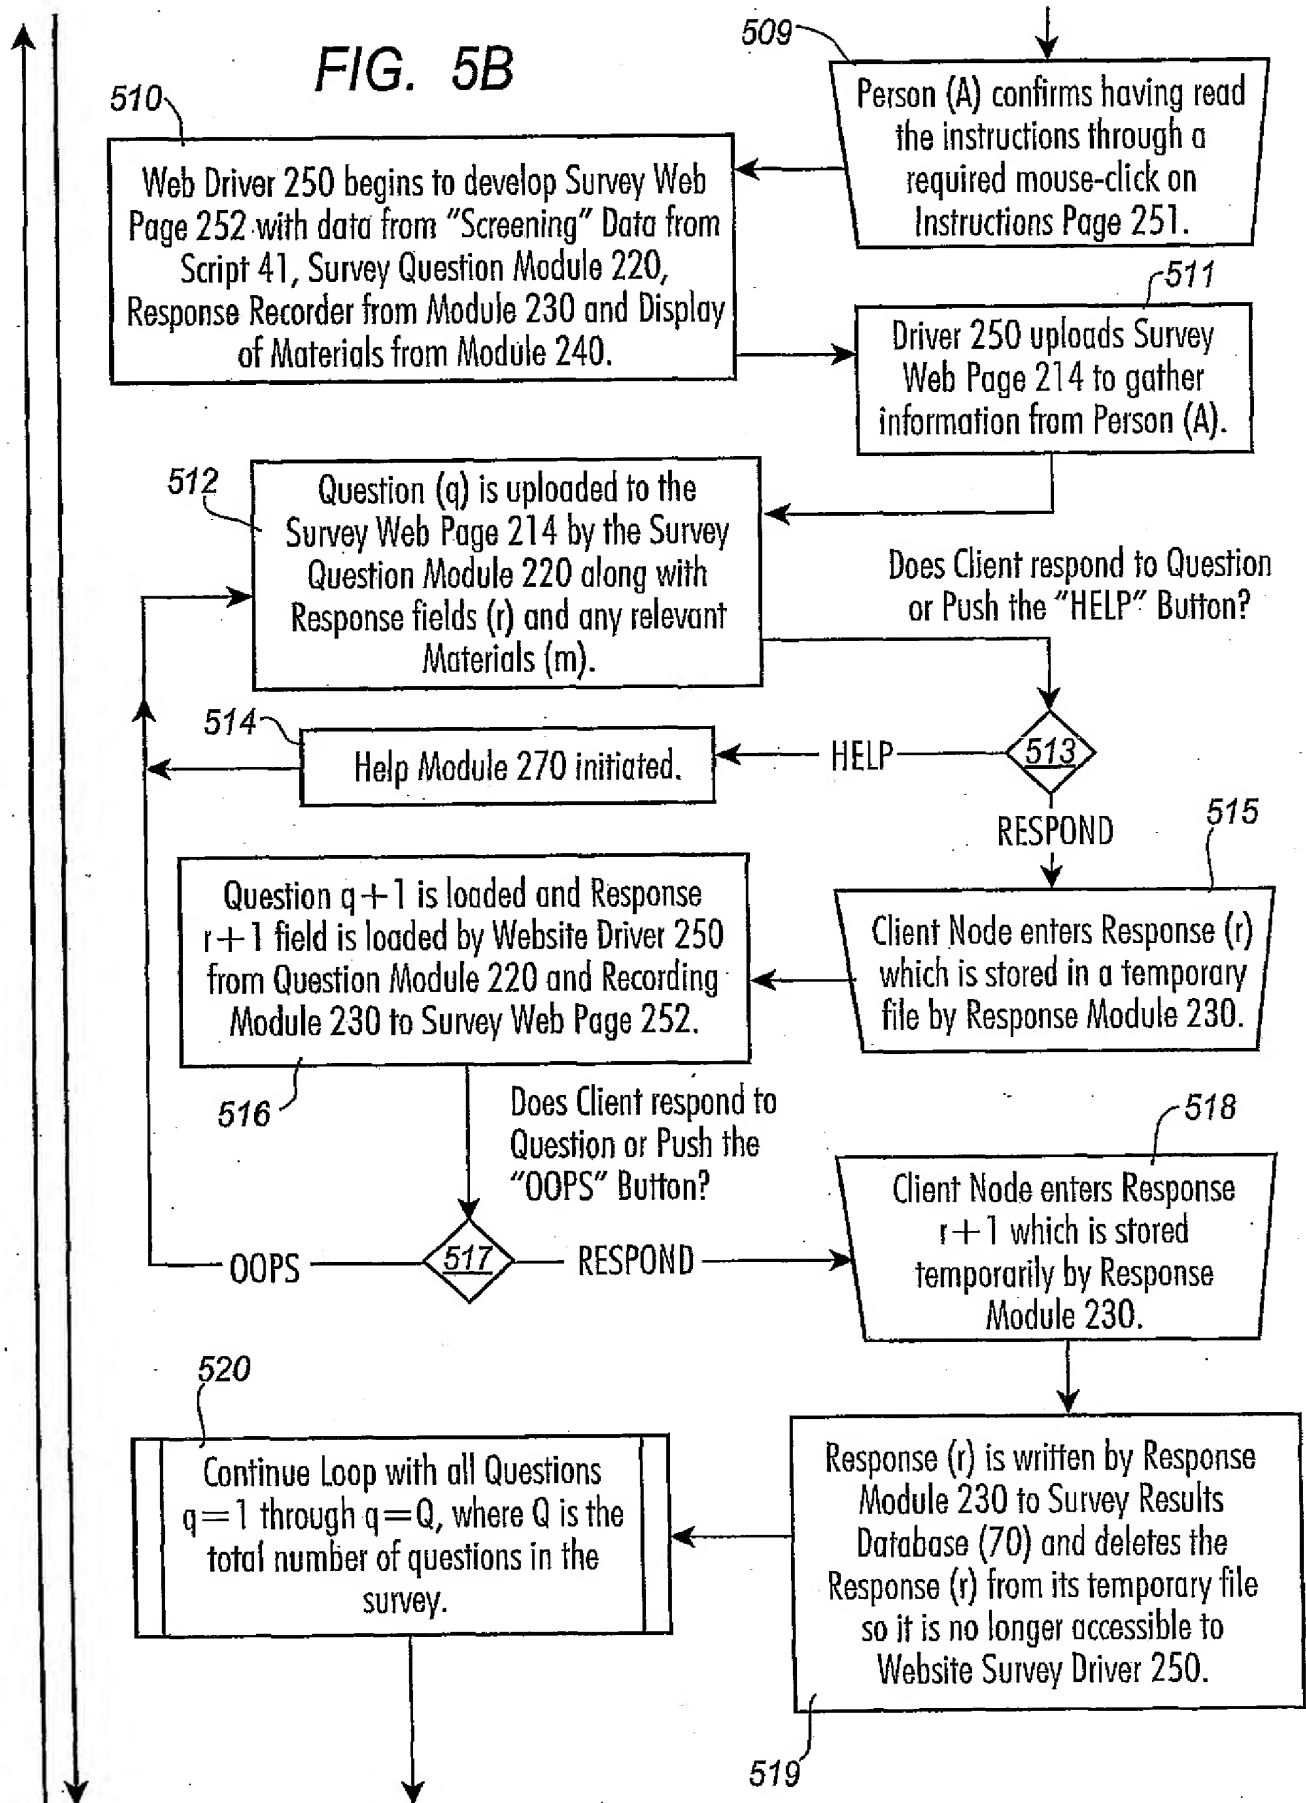 FIG. 5B
509
Person (A) confirms having read
the instructions through a
required mouse-click on
Instructions Page 251.
510
Web Driver 250 begins to develop Survey Web
Page 252 with data from "Screening" Data from
Script 41, Survey Question Module 220,
Response Recorder from Module 230 and Display
of Materials from Module 240.
511
Driver 250 uploads Survey
Web Page 214 to gather
information from Person (A).
512
Question (q) is uploaded to the
Survey Web Page 214 by the Survey
Question Module 220 along with
Response fields (r) and any relevant
Materials (m).
Does Client respond to Question
or Push the "HELP" Button?
513
HELP
514
Help Module 270 initiated.
RESPOND
515
Client Node enters Response (r)
which is stored in a temporary
file by Response Module 230.
Question q+1 is loaded and Response
r+1 field is loaded by Website Driver 250
from Question Module 220 and Recording
Module 230 to Survey Web Page 252.
516
Does Client respond to
Question or Push the
"OOPS" Button?
517
OOPS
RESPOND
518
Client Node enters Response
r+1 which is stored
temporarily by Response
Module 230.
Response (r) is written by Response
Module 230 to Survey Results
Database (70) and deletes the
Response (r) from its temporary file
so it is no longer accessible to
Website Survey Driver 250.
519
520
Continue Loop with all Questions
q=1 through q=Q, where Q is the
total number of questions in the
survey.